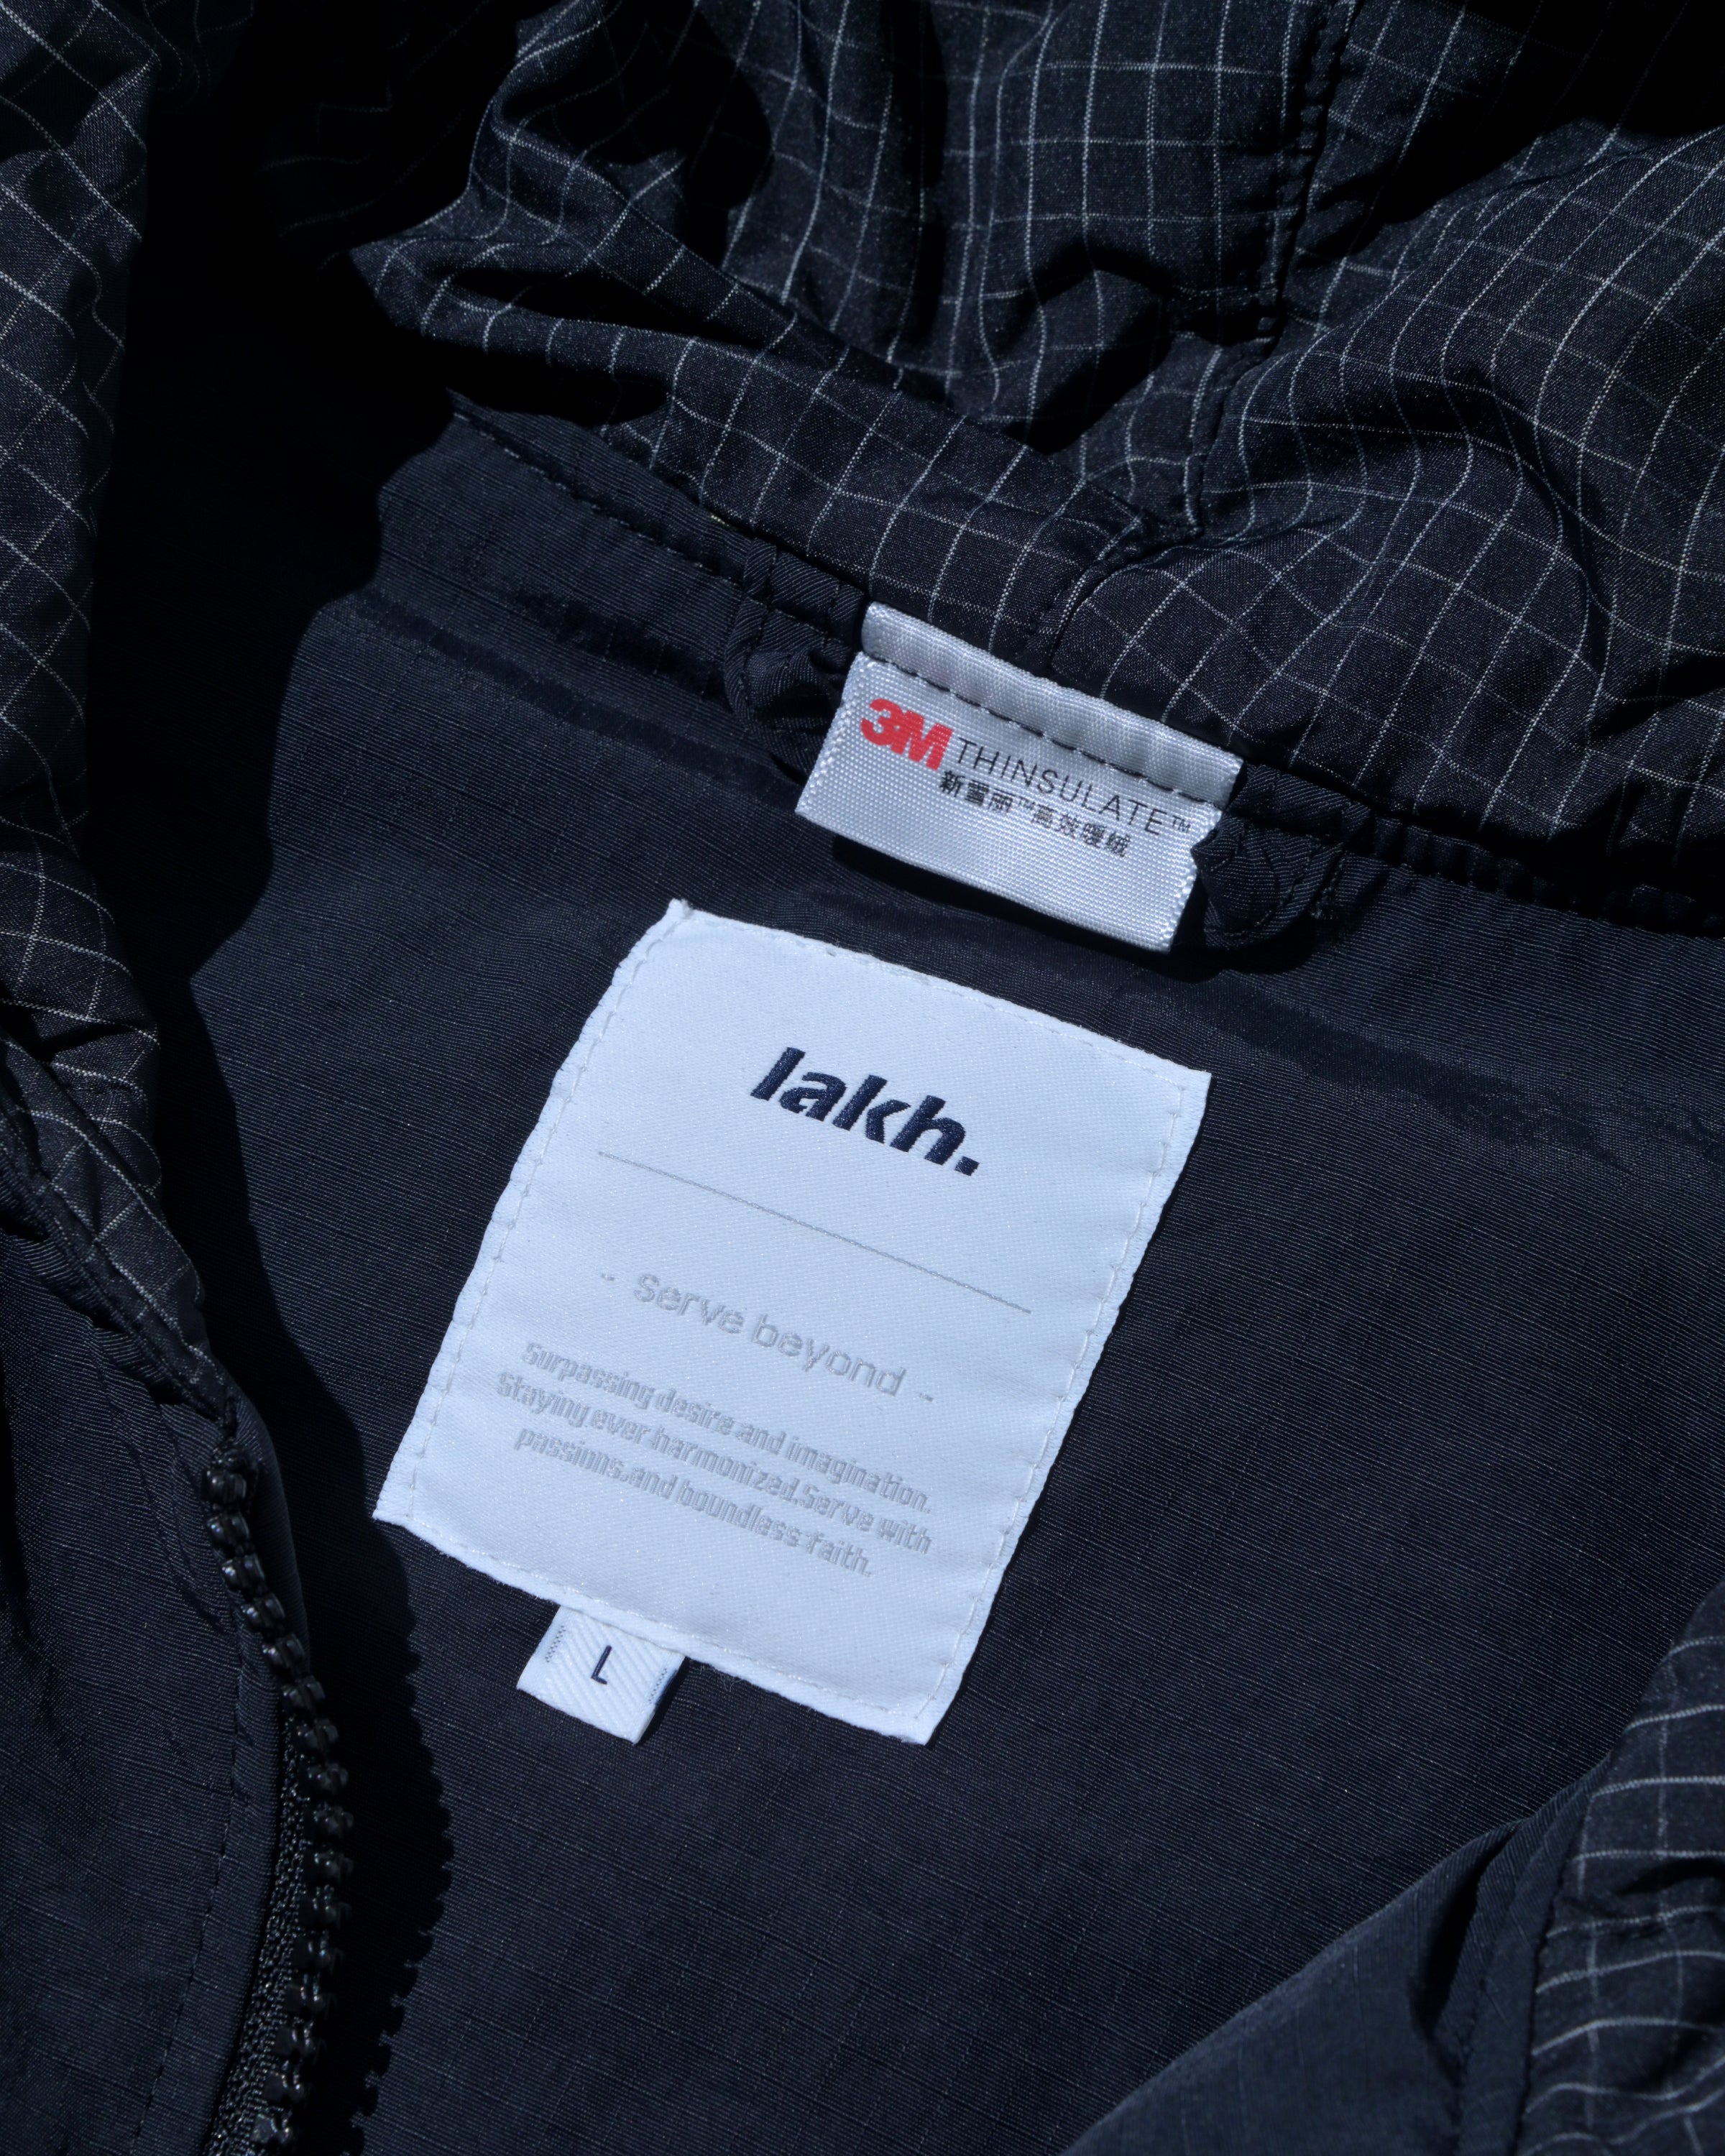 3M THINSULATE™
新雪丽™高效暖绒
lakh.
- Serve beyond -
Surpassing desire and imagination.
Staying ever harmonized.Serve with
passions.and boundless faith.
L